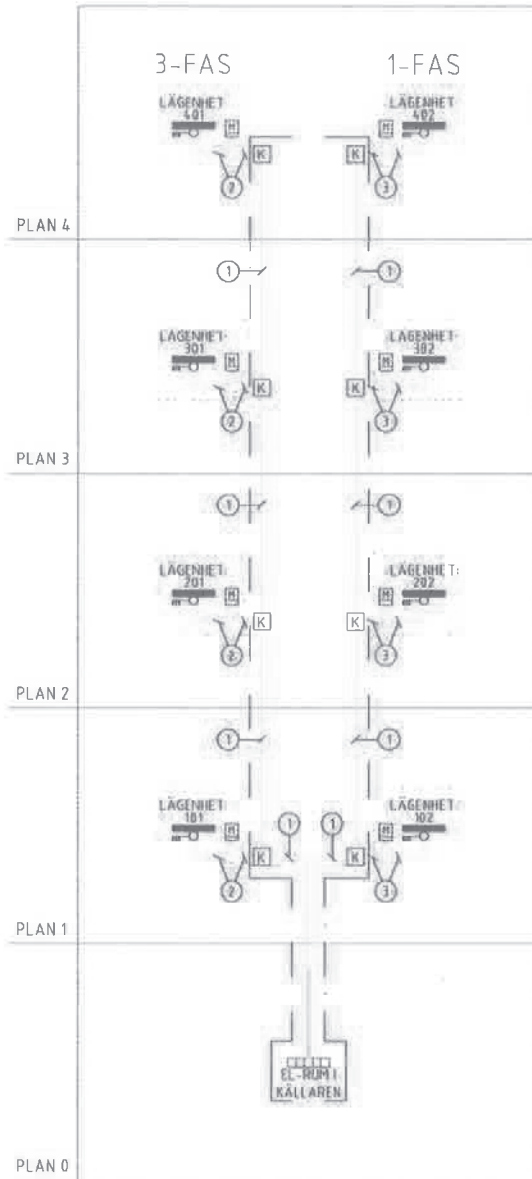 3-FAS
1-FAS
LÄGENHET:
401
M
K
2
LÄGENHET:
402
M
K
3
PLAN 4
1
1
LÄGENHET:
301
M
K
2
LÄGENHET:
302
M
K
3
PLAN 3
1
1
LÄGENHET:
201
M
K
2
LÄGENHET:
202
M
K
3
PLAN 2
1
1
LÄGENHET:
101
M
K
2
1
1
LÄGENHET:
102
M
K
3
PLAN 1
EL-RUM I
KÄLLAREN
PLAN 0